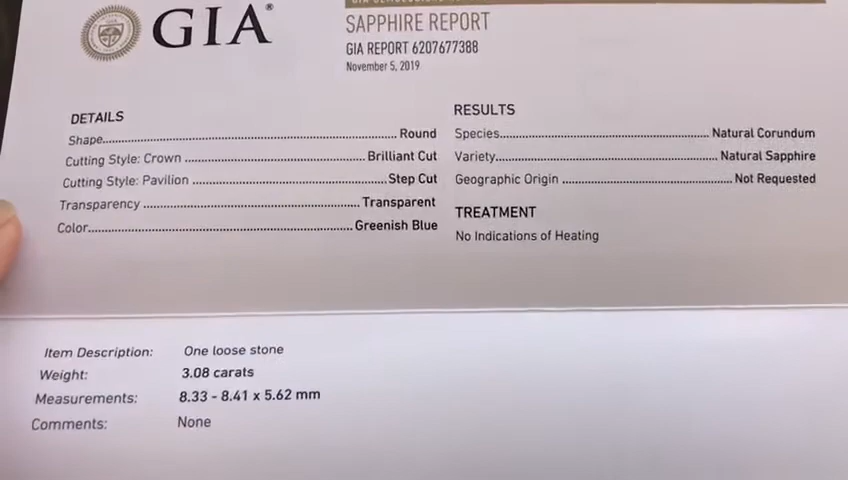 GIA®
SAPPHIRE REPORT
GIA REPORT 6207677388
November 5, 2019
DETAILS
Shape................Round
Cutting Style: Crown................Brilliant Cut
Cutting Style: Pavilion................Step Cut
Transparency................Transparent
Color................Greenish Blue
RESULTS
Species................Natural Corundum
Variety................Natural Sapphire
Geographic Origin................Not Requested
TREATMENT
No Indications of Heating
Item Description: One loose stone
Weight: 3.08 carats
Measurements: 8.33 - 8.41 x 5.62 mm
Comments: None